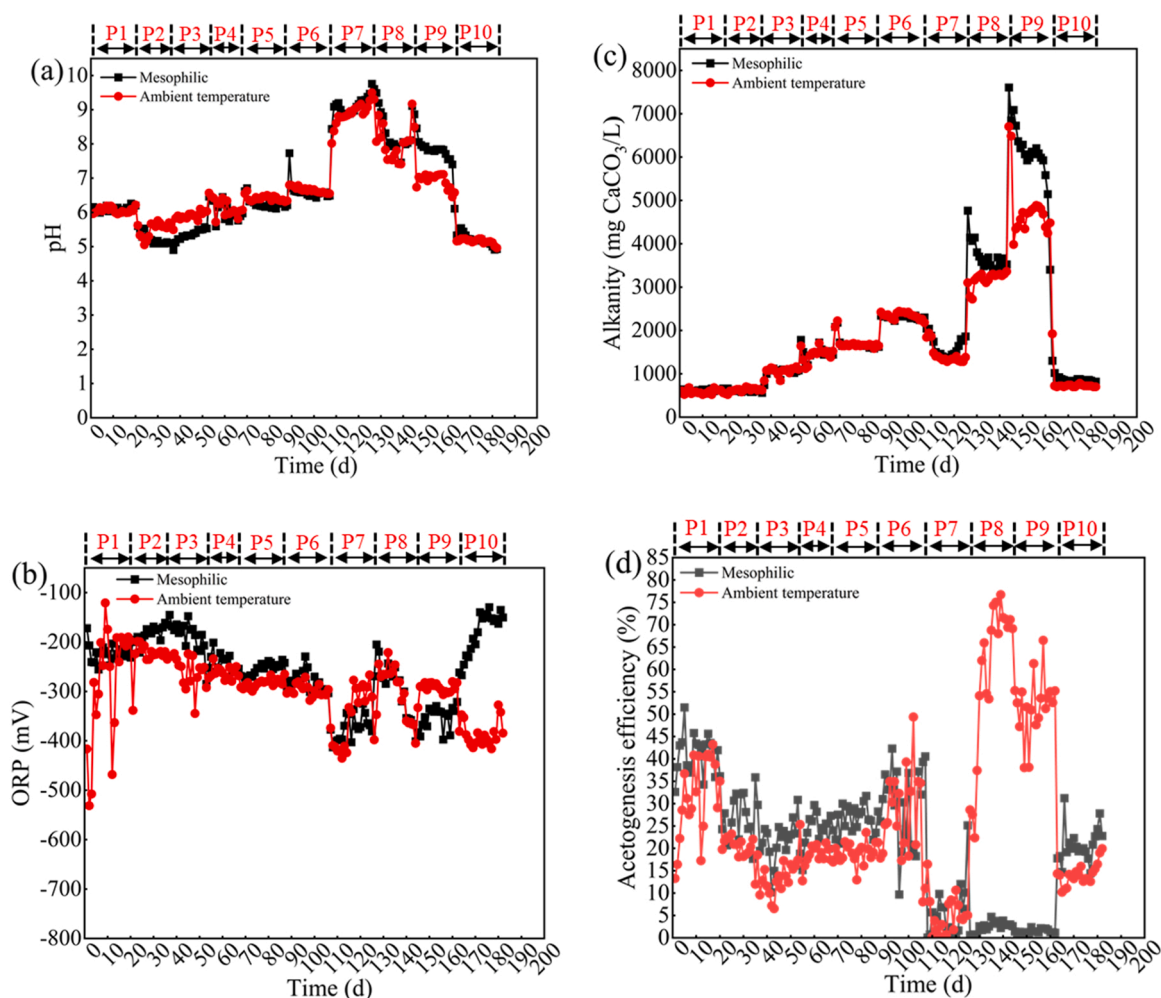 P1 P2 P3 P4 P5 P6 P7 P8 P9 P10
(a)
Mesophilic
Ambient temperature
10
9
8
7
6
5
4
3
2
1
0
pH
0 10 20 30 40 50 60 70 80 90 100 110 120 130 140 150 160 170 180 190 200
Time (d)
P1 P2 P3 P4 P5 P6 P7 P8 P9 P10
(c)
Mesophilic
Ambient temperature
8000
7000
6000
5000
4000
3000
2000
1000
0
Alkanity (mg CaCO3/L)
0 10 20 30 40 50 60 70 80 90 100 110 120 130 140 150 160 170 180 190 200
Time (d)
P1 P2 P3 P4 P5 P6 P7 P8 P9 P10
(b)
Mesophilic
Ambient temperature
-100
-200
-300
-400
-500
-600
-700
-800
ORP (mV)
0 10 20 30 40 50 60 70 80 90 100 110 120 130 140 150 160 170 180 190 200
Time (d)
P1 P2 P3 P4 P5 P6 P7 P8 P9 P10
(d)
Mesophilic
Ambient temperature
85
80
75
70
65
60
55
50
45
40
35
30
25
20
15
10
5
0
Acetogenesis efficiency (%)
0 10 20 30 40 50 60 70 80 90 100 110 120 130 140 150 160 170 180 190 200
Time (d)